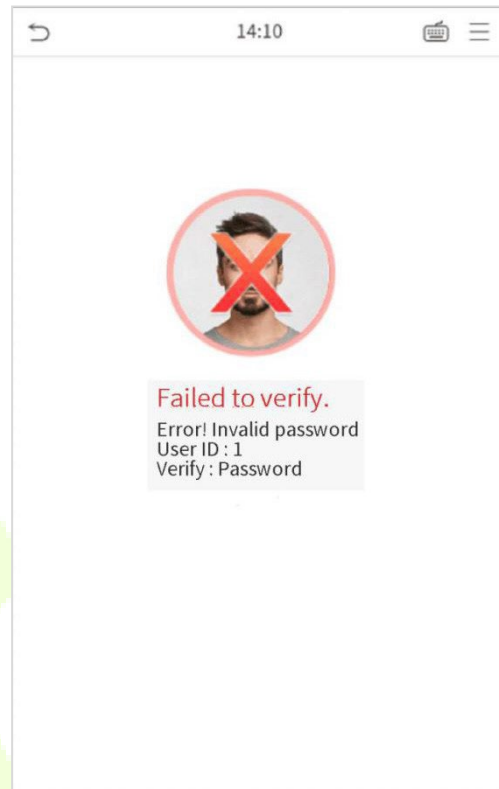 14:10
Failed to verify.
Error! Invalid password
User ID : 1
Verify : Password